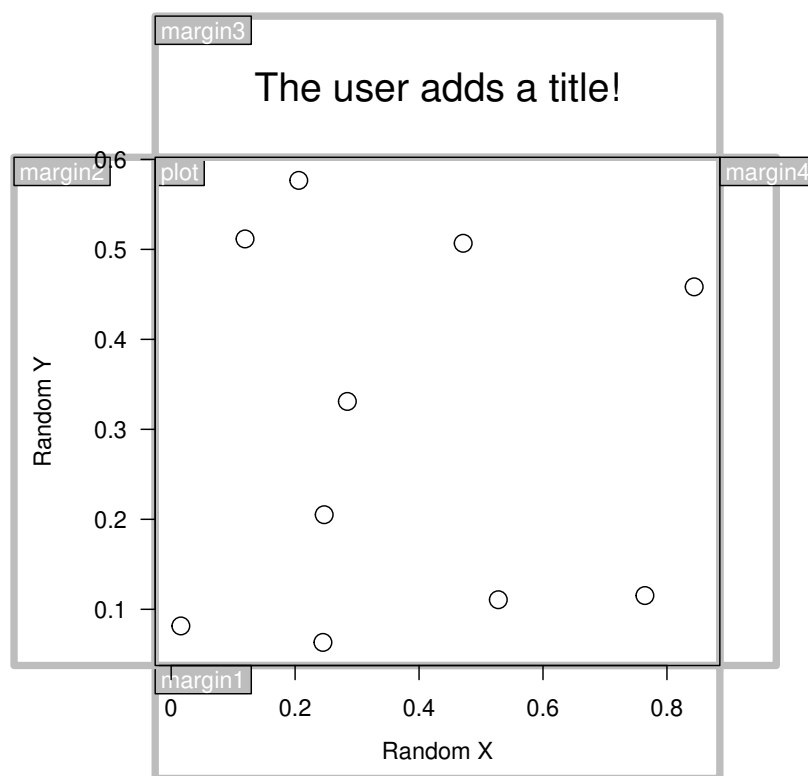 margin3
The user adds a title!
margin2
plot
margin4
0.6
0.5
0.4
0.3
0.2
0.1
Random Y
margin1
0 0.2 0.4 0.6 0.8
Random X